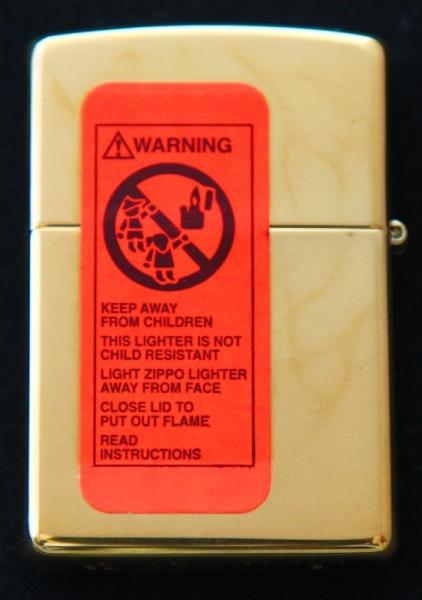 WARNING
KEEP AWAY
FROM CHILDREN
THIS LIGHTER IS NOT
CHILD RESISTANT
LIGHT ZIPPO LIGHTER
AWAY FROM FACE
CLOSE LID TO
PUT OUT FLAME
READ
INSTRUCTIONS